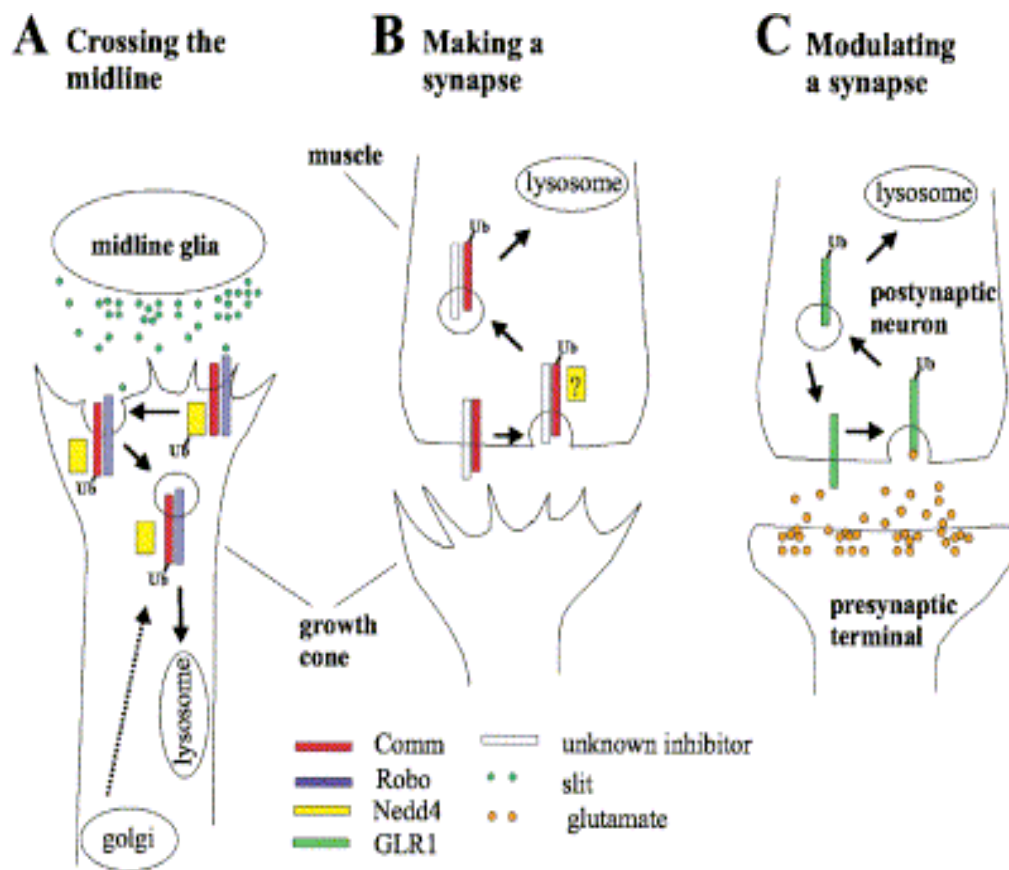 A Crossing the
midline
B Making a
synapse
C Modulating
a synapse
midline glia
Ub
Ub
Ub
growth
cone
lysosome
golgi
muscle
lysosome
Ub
Ub
?
lysosome
Ub
postynaptic
neuron
Ub
presynaptic
terminal
Comm
Robo
Nedd4
GLR1
unknown inhibitor
slit
glutamate